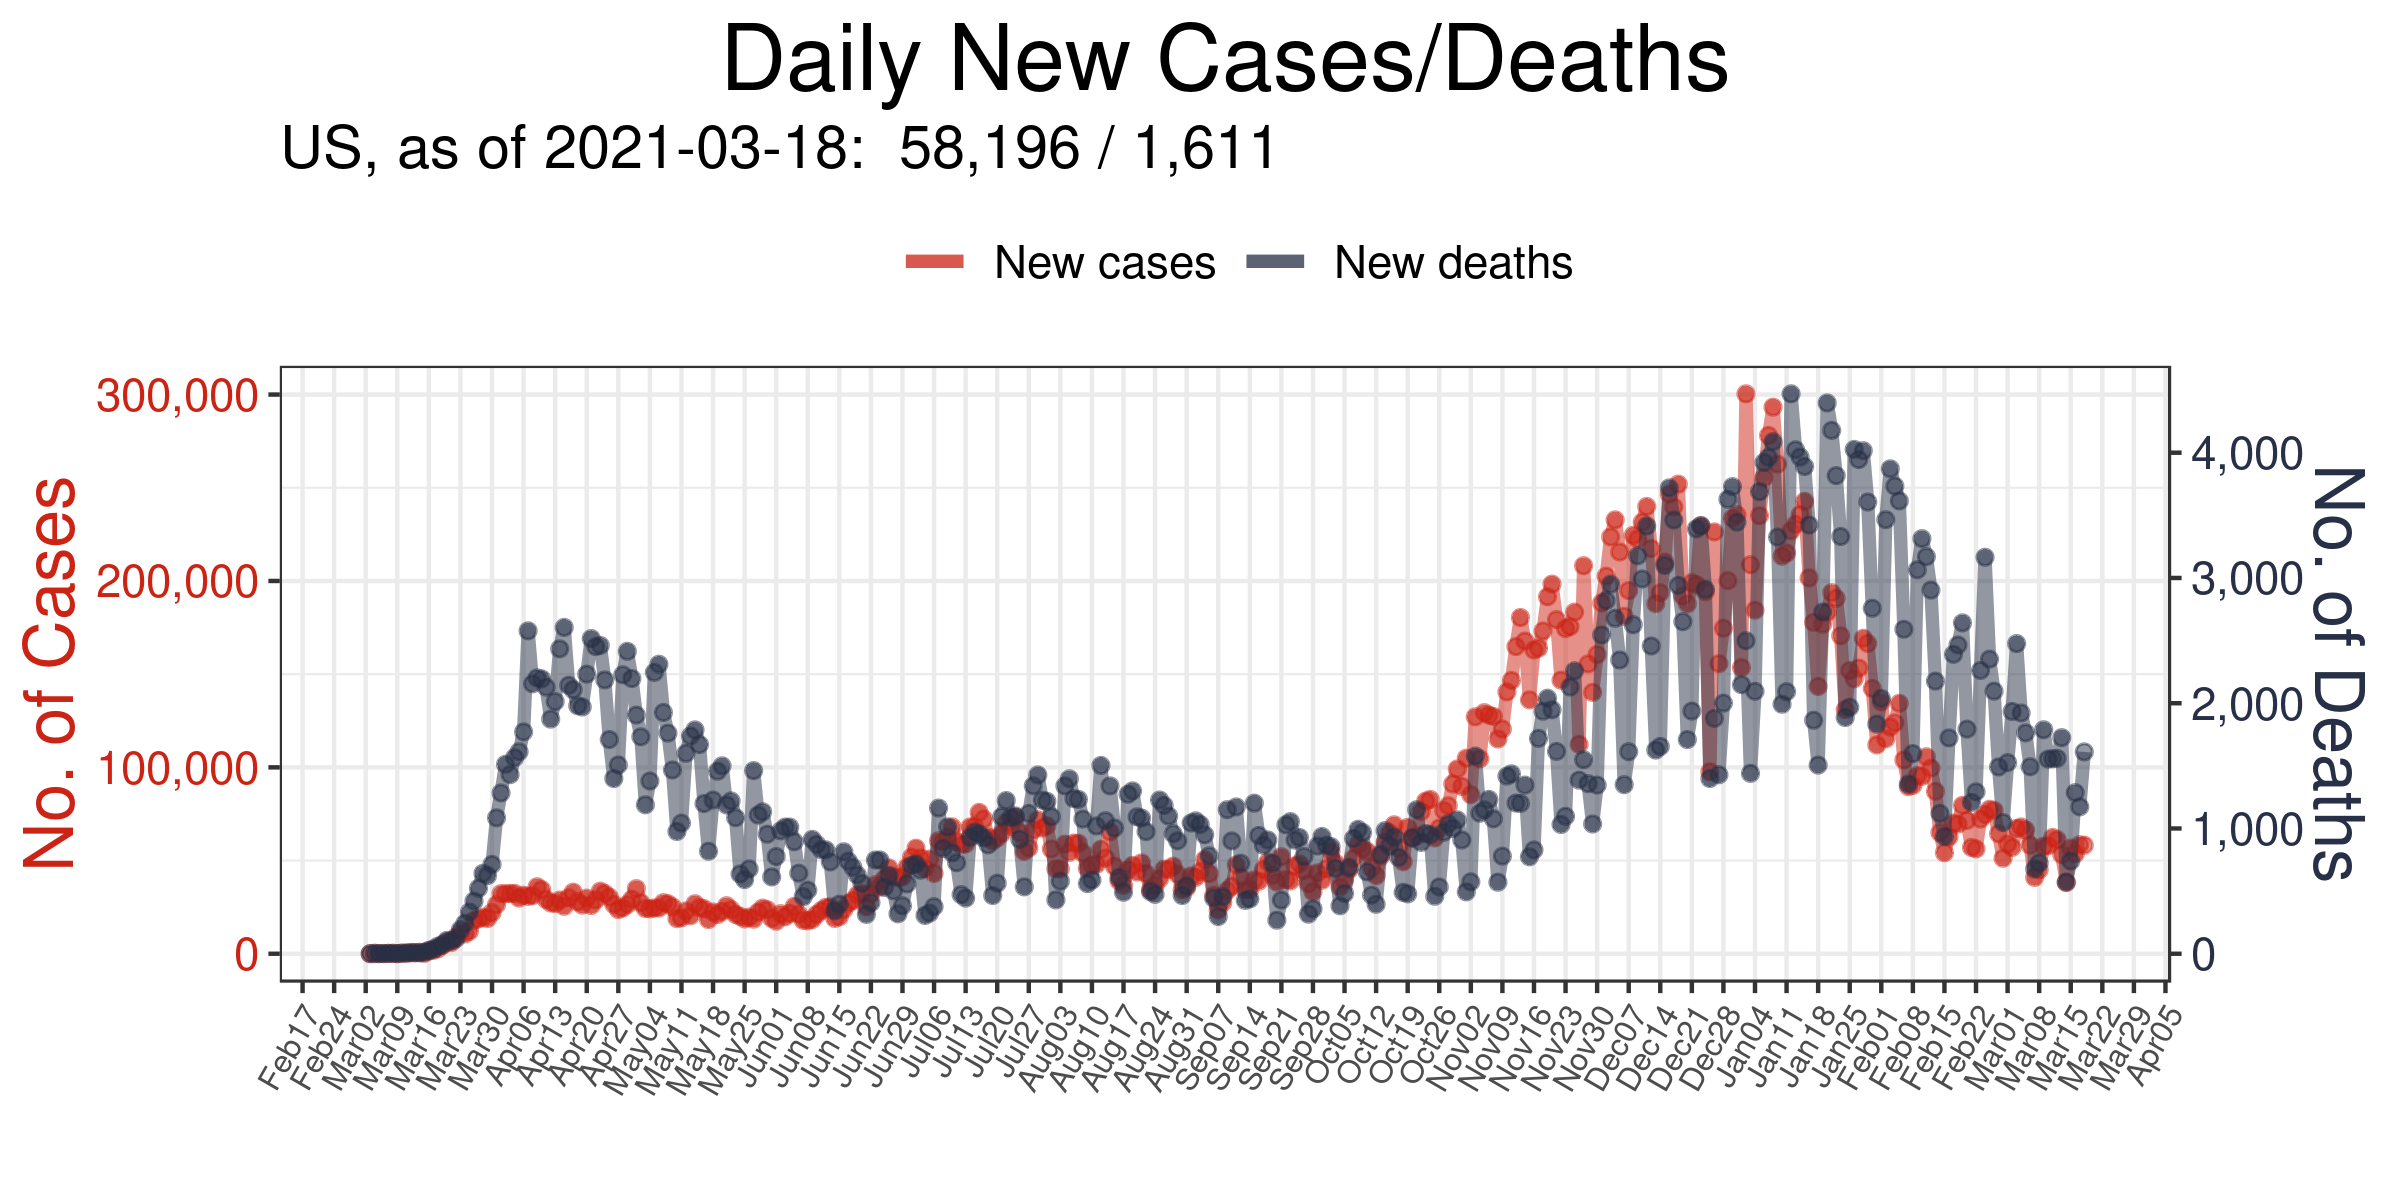 Daily New Cases/Deaths
US, as of 2021-03-18:  58,196 / 1,611
New cases
New deaths
No. of Cases
300,000
200,000
100,000
0
4,000
3,000
2,000
1,000
0
No. of Deaths
Feb17
Feb24
Mar02
Mar09
Mar16
Mar23
Mar30
Apr06
Apr13
Apr20
Apr27
May04
May11
May18
May25
Jun01
Jun08
Jun15
Jun22
Jun29
Jul06
Jul13
Jul20
Jul27
Aug03
Aug10
Aug17
Aug24
Aug31
Sep07
Sep14
Sep21
Sep28
Oct05
Oct12
Oct19
Oct26
Nov02
Nov09
Nov16
Nov23
Nov30
Dec07
Dec14
Dec21
Dec28
Jan04
Jan11
Jan18
Jan25
Feb01
Feb08
Feb15
Feb22
Mar01
Mar08
Mar15
Mar22
Mar29
Apr05